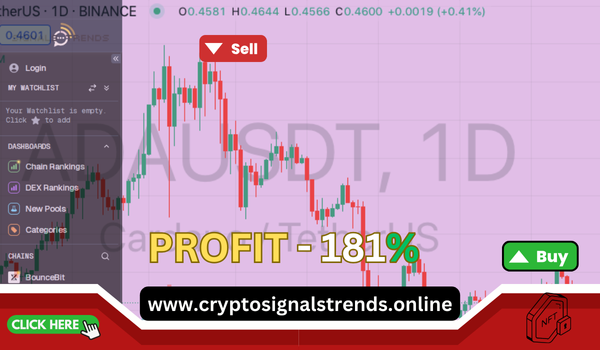 therUS · 1D · BINANCE O0.4581 H0.4644 L0.4566 C0.4600 +0.0019 (+0.41%)
0.4601
TRENDS
Sell
Login
MY WATCHLIST
Your Watchlist is empty.
Click ★ to add
ADAUSDT, 1D
DASHBOARDS
Chain Rankings
DEX Rankings
New Pools
Categories
Cardano / TetherUS
PROFIT - 181%
Buy
CHAINS
BounceBit
www.cryptosignalstrends.online
CLICK HERE
NFT